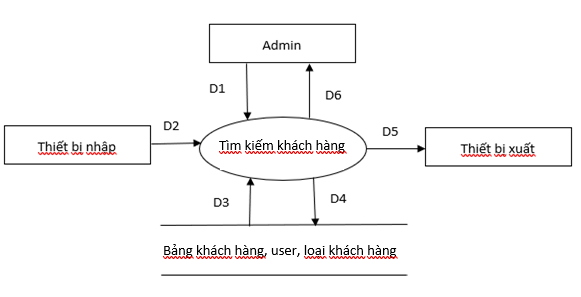 Admin
D1
D6
D2
D5
Thiết bị nhập
Tìm kiếm khách hàng
Thiết bị xuất
D3
D4
Bảng khách hàng, user, loại khách hàng